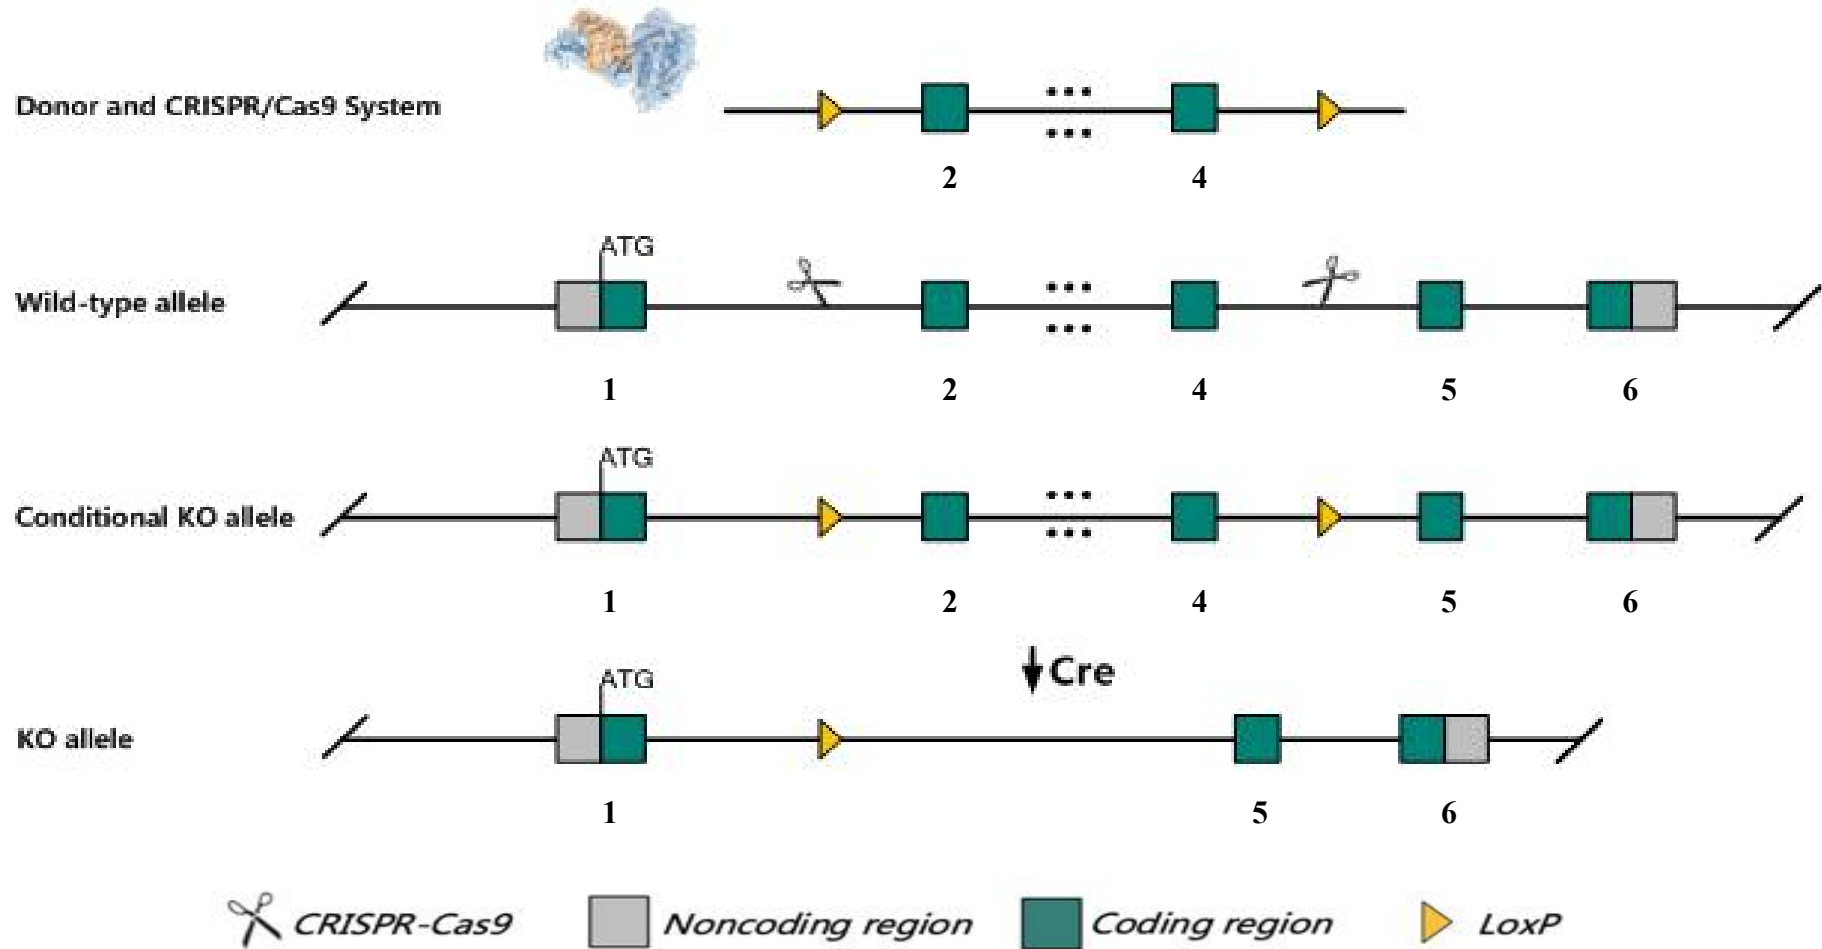 Donor and CRISPR/Cas9 System
2 4
ATG
Wild-type allele
1 2 4 5 6
ATG
Conditional KO allele
1 2 4 5 6
Cre
ATG
KO allele
1 5 6
CRISPR-Cas9 Noncoding region Coding region LoxP